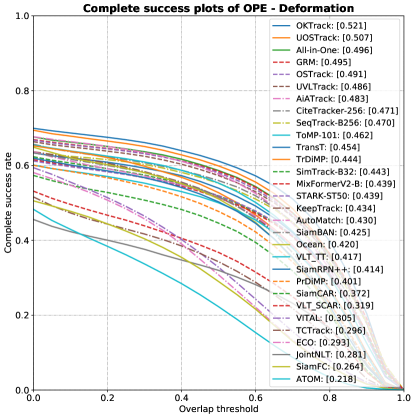 Complete success plots of OPE - Deformation
Complete success rate
1.0
0.8
0.6
0.4
0.2
0.0
OKTrack: [0.521]
UOSTrack: [0.507]
All-in-One: [0.496]
GRM: [0.495]
OSTrack: [0.491]
UVLTrack: [0.486]
AiATrack: [0.483]
CiteTracker-256: [0.471]
SeqTrack-B256: [0.470]
ToMP-101: [0.462]
TransT: [0.454]
TrDiMP: [0.444]
SimTrack-B32: [0.443]
MixFormerV2-B: [0.439]
STARK-ST50: [0.439]
KeepTrack: [0.434]
AutoMatch: [0.430]
SiamBAN: [0.425]
Ocean: [0.420]
VLT_TT: [0.417]
SiamRPN++: [0.414]
PrDiMP: [0.401]
SiamCAR: [0.372]
VLT_SCAR: [0.319]
VITAL: [0.305]
TCTrack: [0.296]
ECO: [0.293]
JointNLT: [0.281]
SiamFC: [0.264]
ATOM: [0.218]
0.0 0.2 0.4 0.6 0.8 1.0
Overlap threshold